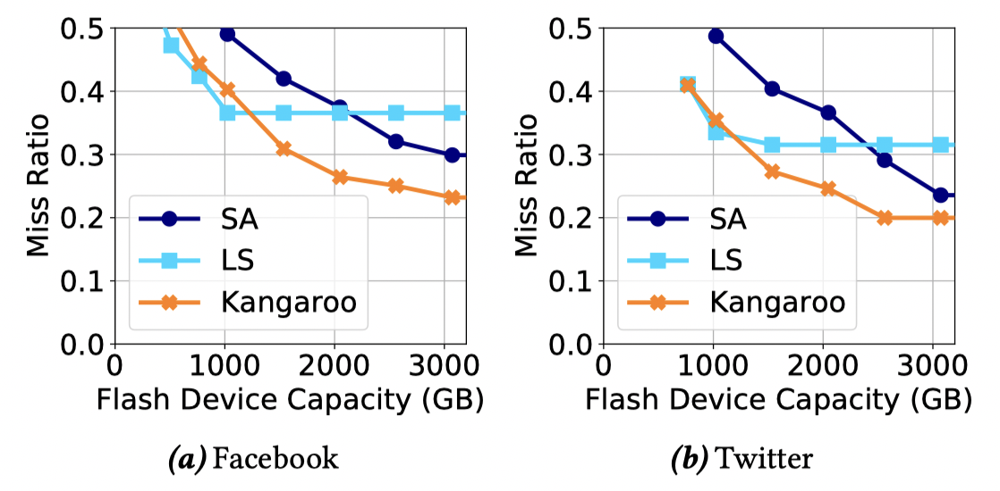 0.5
0.4
0.3
0.2
0.1
0.0
Miss Ratio
SA
LS
Kangaroo
0 1000 2000 3000
Flash Device Capacity (GB)
(a) Facebook
0.5
0.4
0.3
0.2
0.1
0.0
Miss Ratio
SA
LS
Kangaroo
0 1000 2000 3000
Flash Device Capacity (GB)
(b) Twitter